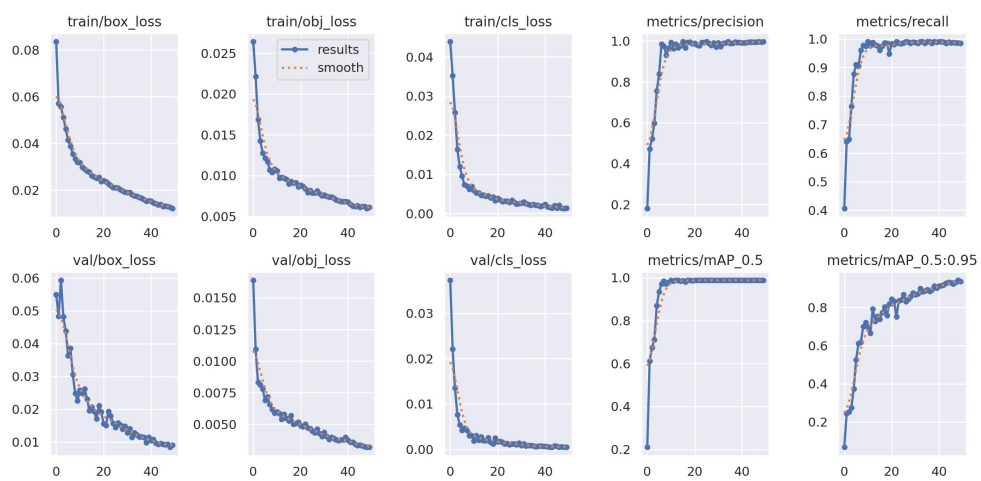 train/box_loss
train/obj_loss
train/cls_loss
metrics/precision
metrics/recall
0.08
0.06
0.04
0.02
0 20 40
0.025
0.020
0.015
0.010
0.005
0 20 40
results
smooth
0.04
0.03
0.02
0.01
0.00
0 20 40
1.0
0.8
0.6
0.4
0.2
0 20 40
1.0
0.9
0.8
0.7
0.6
0.5
0.4
0 20 40
val/box_loss
val/obj_loss
val/cls_loss
metrics/mAP_0.5
metrics/mAP_0.5:0.95
0.06
0.05
0.04
0.03
0.02
0.01
0 20 40
0.0150
0.0125
0.0100
0.0075
0.0050
0 20 40
0.03
0.02
0.01
0.00
0 20 40
1.0
0.8
0.6
0.4
0.2
0 20 40
0.8
0.6
0.4
0.2
0 20 40